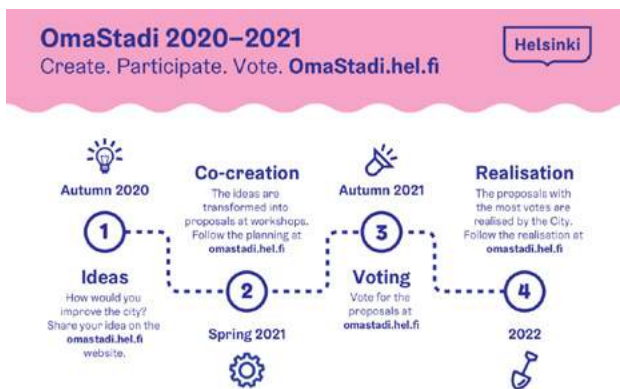 OmaStadi 2020–2021
Create. Participate. Vote. OmaStadi.hel.fi
Helsinki
Autumn 2020
1
Ideas
How would you
improve the city?
Share your idea on the
omastadi.hel.fi
website.
Co-creation
The ideas are
transformed into
proposals at workshops.
Follow the planning at
omastadi.hel.fi
2
Spring 2021
Autumn 2021
3
Voting
Vote for the
proposals at
omastadi.hel.fi
Realisation
The proposals with
the most votes are
realised by the City.
Follow the realisation at
omastadi.hel.fi
4
2022